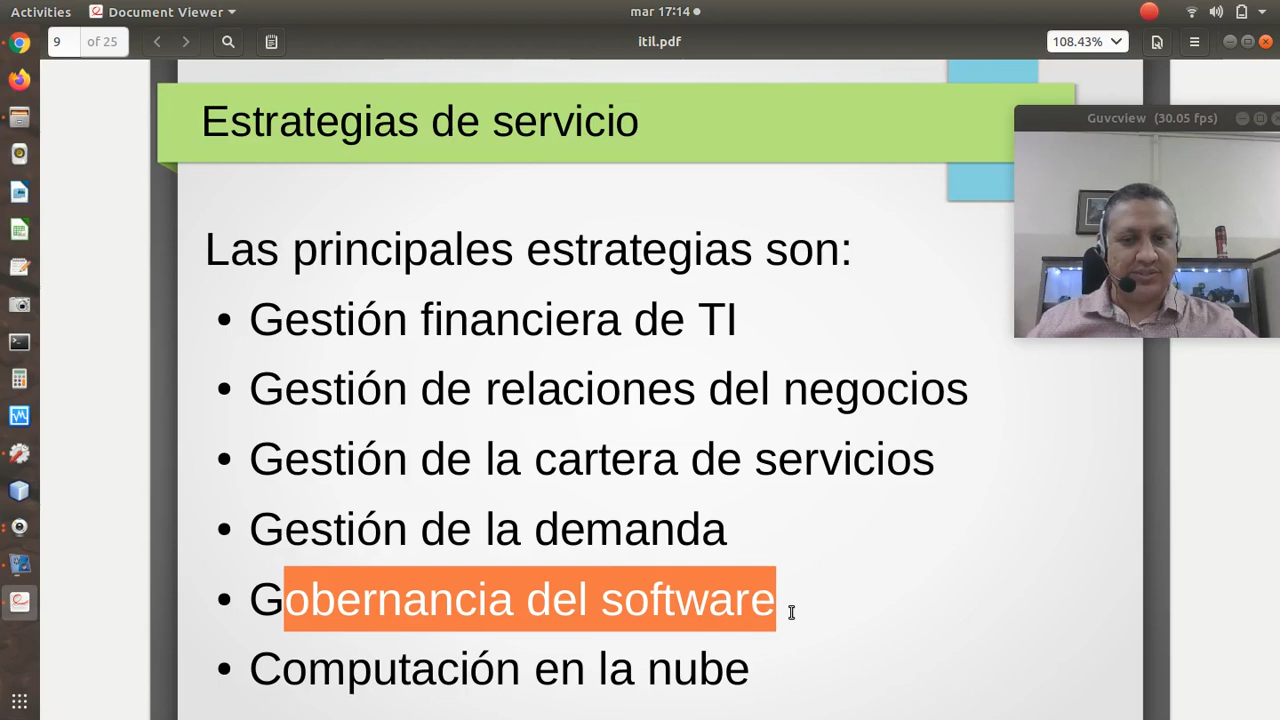 Activities Document Viewer mar 17:14
9 of 25 itil.pdf 108.43%
Estrategias de servicio
Guvcview (30.05 fps)
Las principales estrategias son:
• Gestión financiera de TI
• Gestión de relaciones del negocios
• Gestión de la cartera de servicios
• Gestión de la demanda
• Gobernancia del software
• Computación en la nube